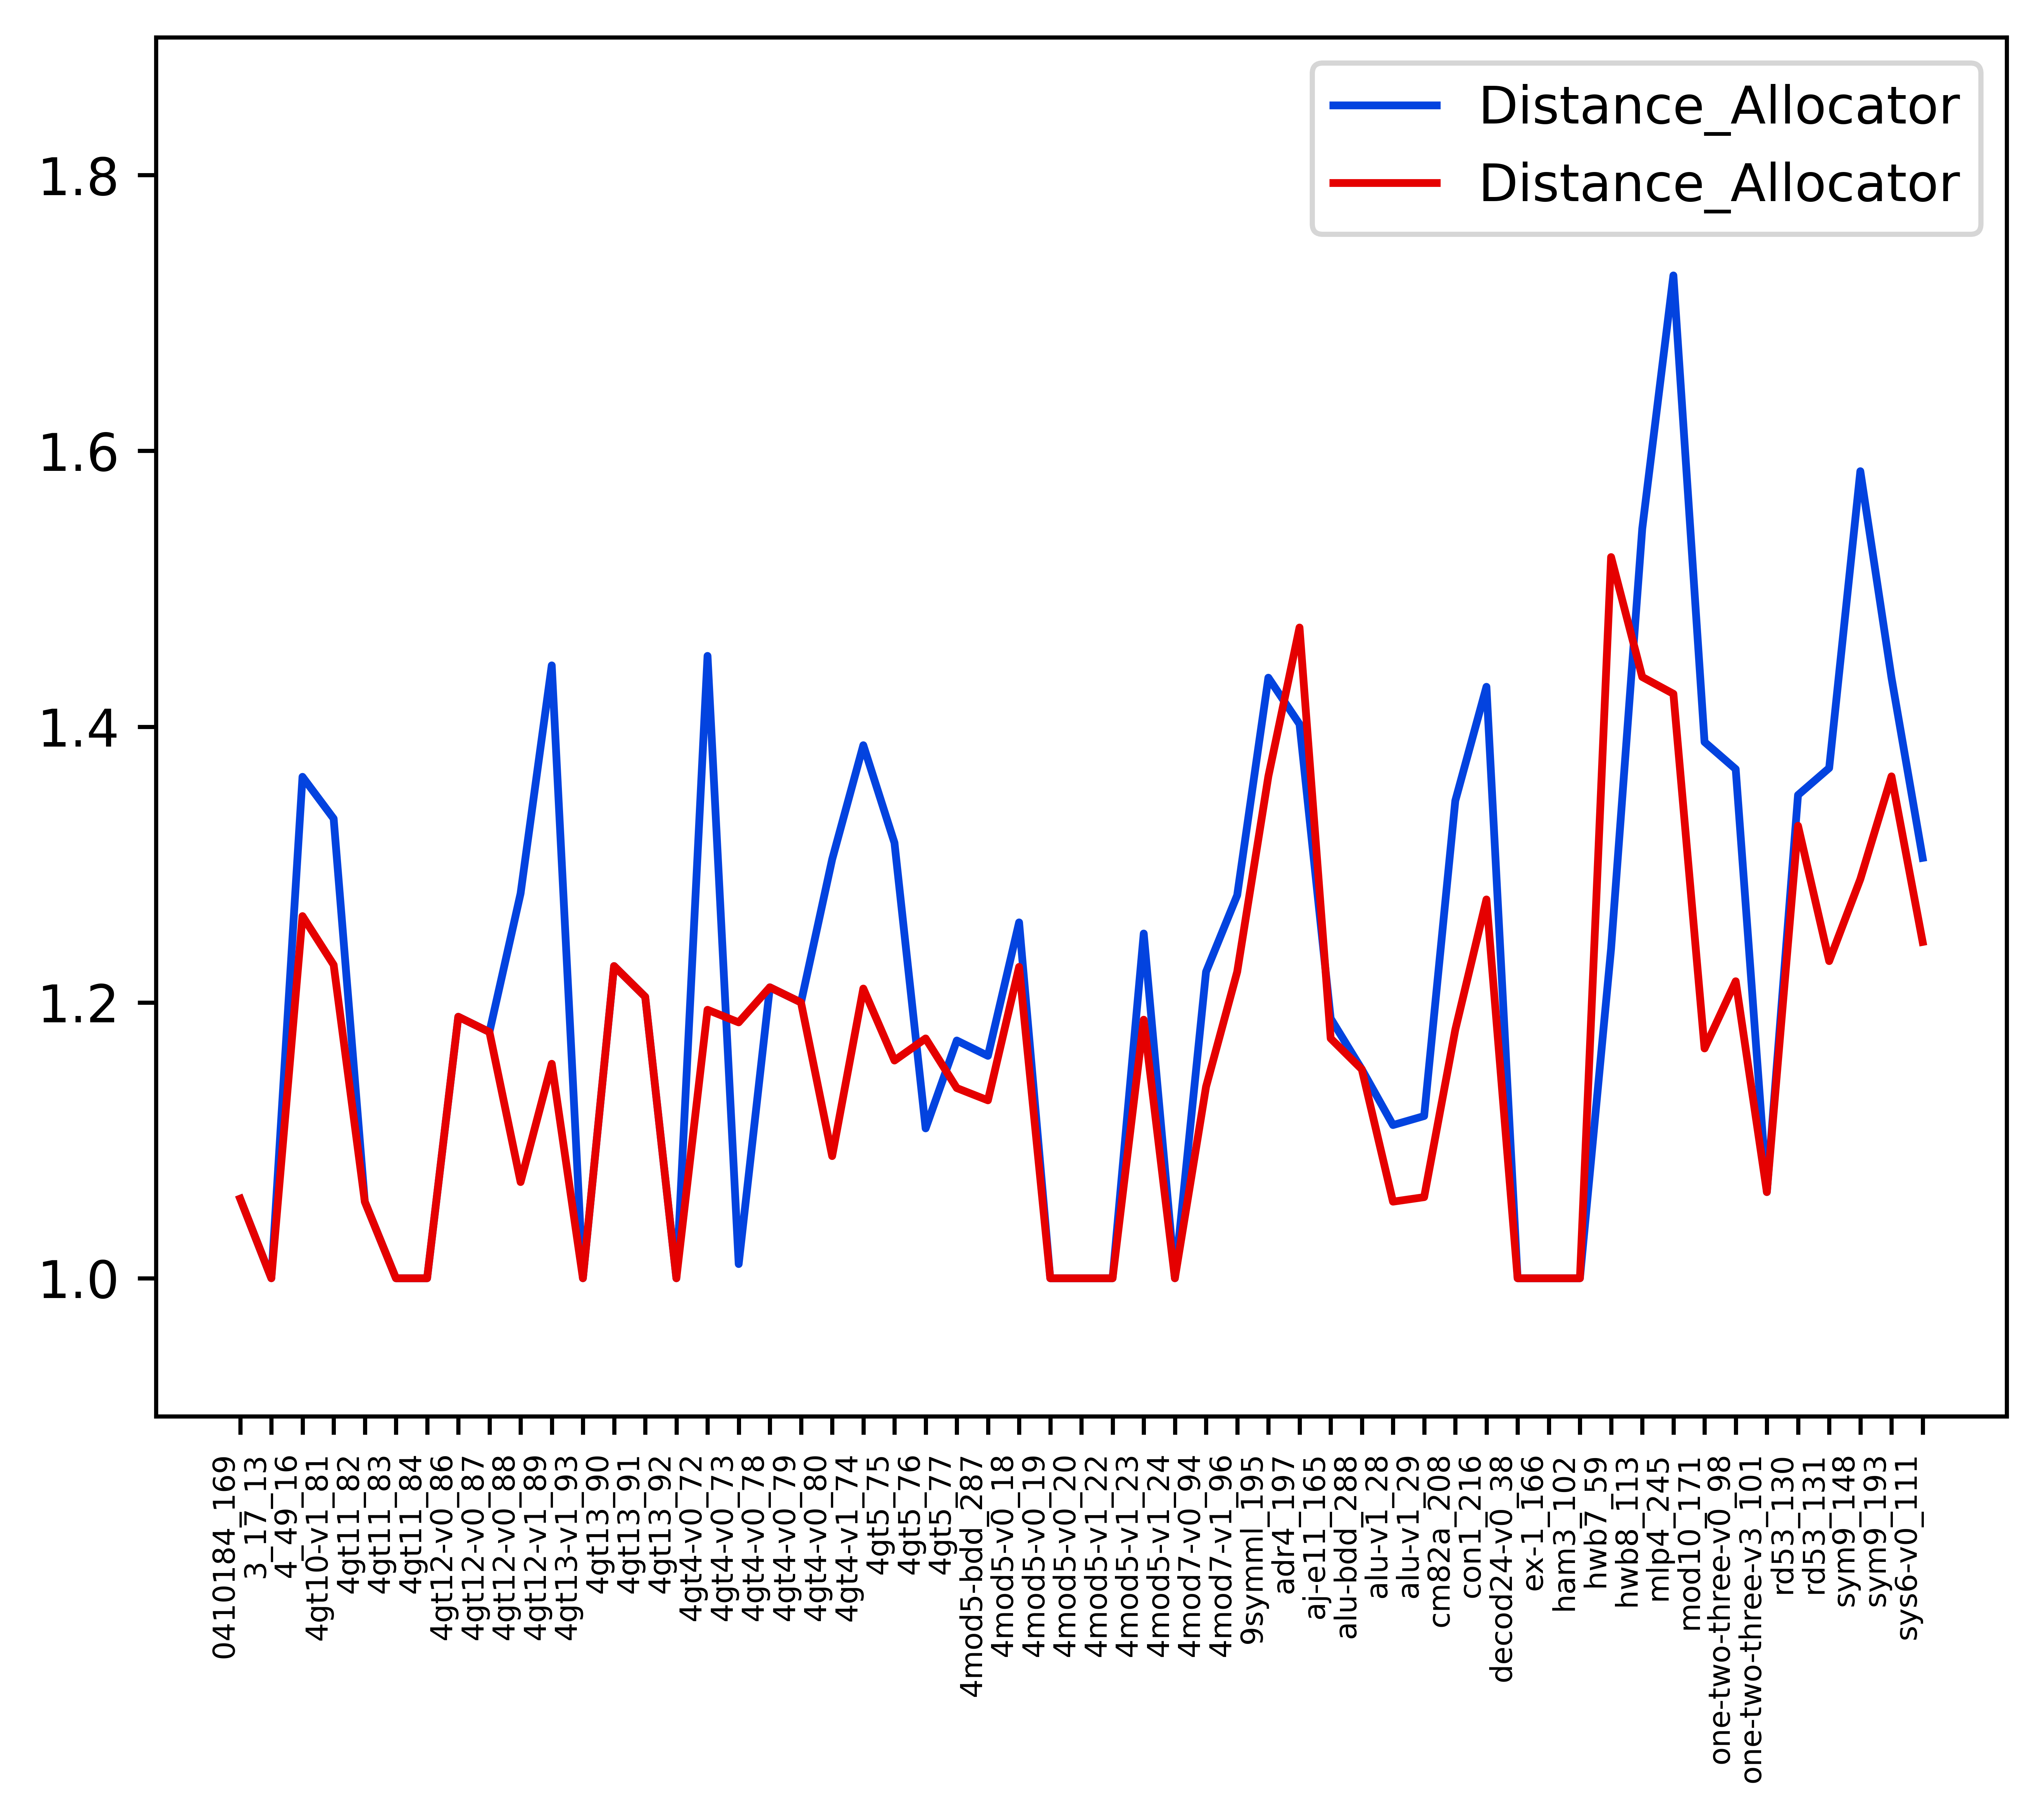 Distance_Allocator
Distance_Allocator
1.8
1.6
1.4
1.2
1.0
0410184_169
3_17_13
4_49_16
4gt10-v1_81
4gt11_82
4gt11_83
4gt11_84
4gt12-v0_86
4gt12-v0_87
4gt12-v0_88
4gt12-v1_89
4gt13-v1_93
4gt13_90
4gt13_91
4gt13_92
4gt4-v0_72
4gt4-v0_73
4gt4-v0_78
4gt4-v0_79
4gt4-v0_80
4gt4-v1_74
4gt5_75
4gt5_76
4gt5_77
4mod5-bdd_287
4mod5-v0_18
4mod5-v0_19
4mod5-v0_20
4mod5-v1_22
4mod5-v1_23
4mod5-v1_24
4mod7-v0_94
4mod7-v1_96
9symml_195
adr4_197
aj-e11_165
alu-bdd_288
alu-v1_28
alu-v1_29
cm82a_208
con1_216
decod24-v0_38
ex-1_166
ham3_102
hwb7_59
hwb8_113
mlp4_245
mod10_171
one-two-three-v0_98
one-two-three-v3_101
rd53_130
rd53_131
sym9_148
sym9_193
sys6-v0_111